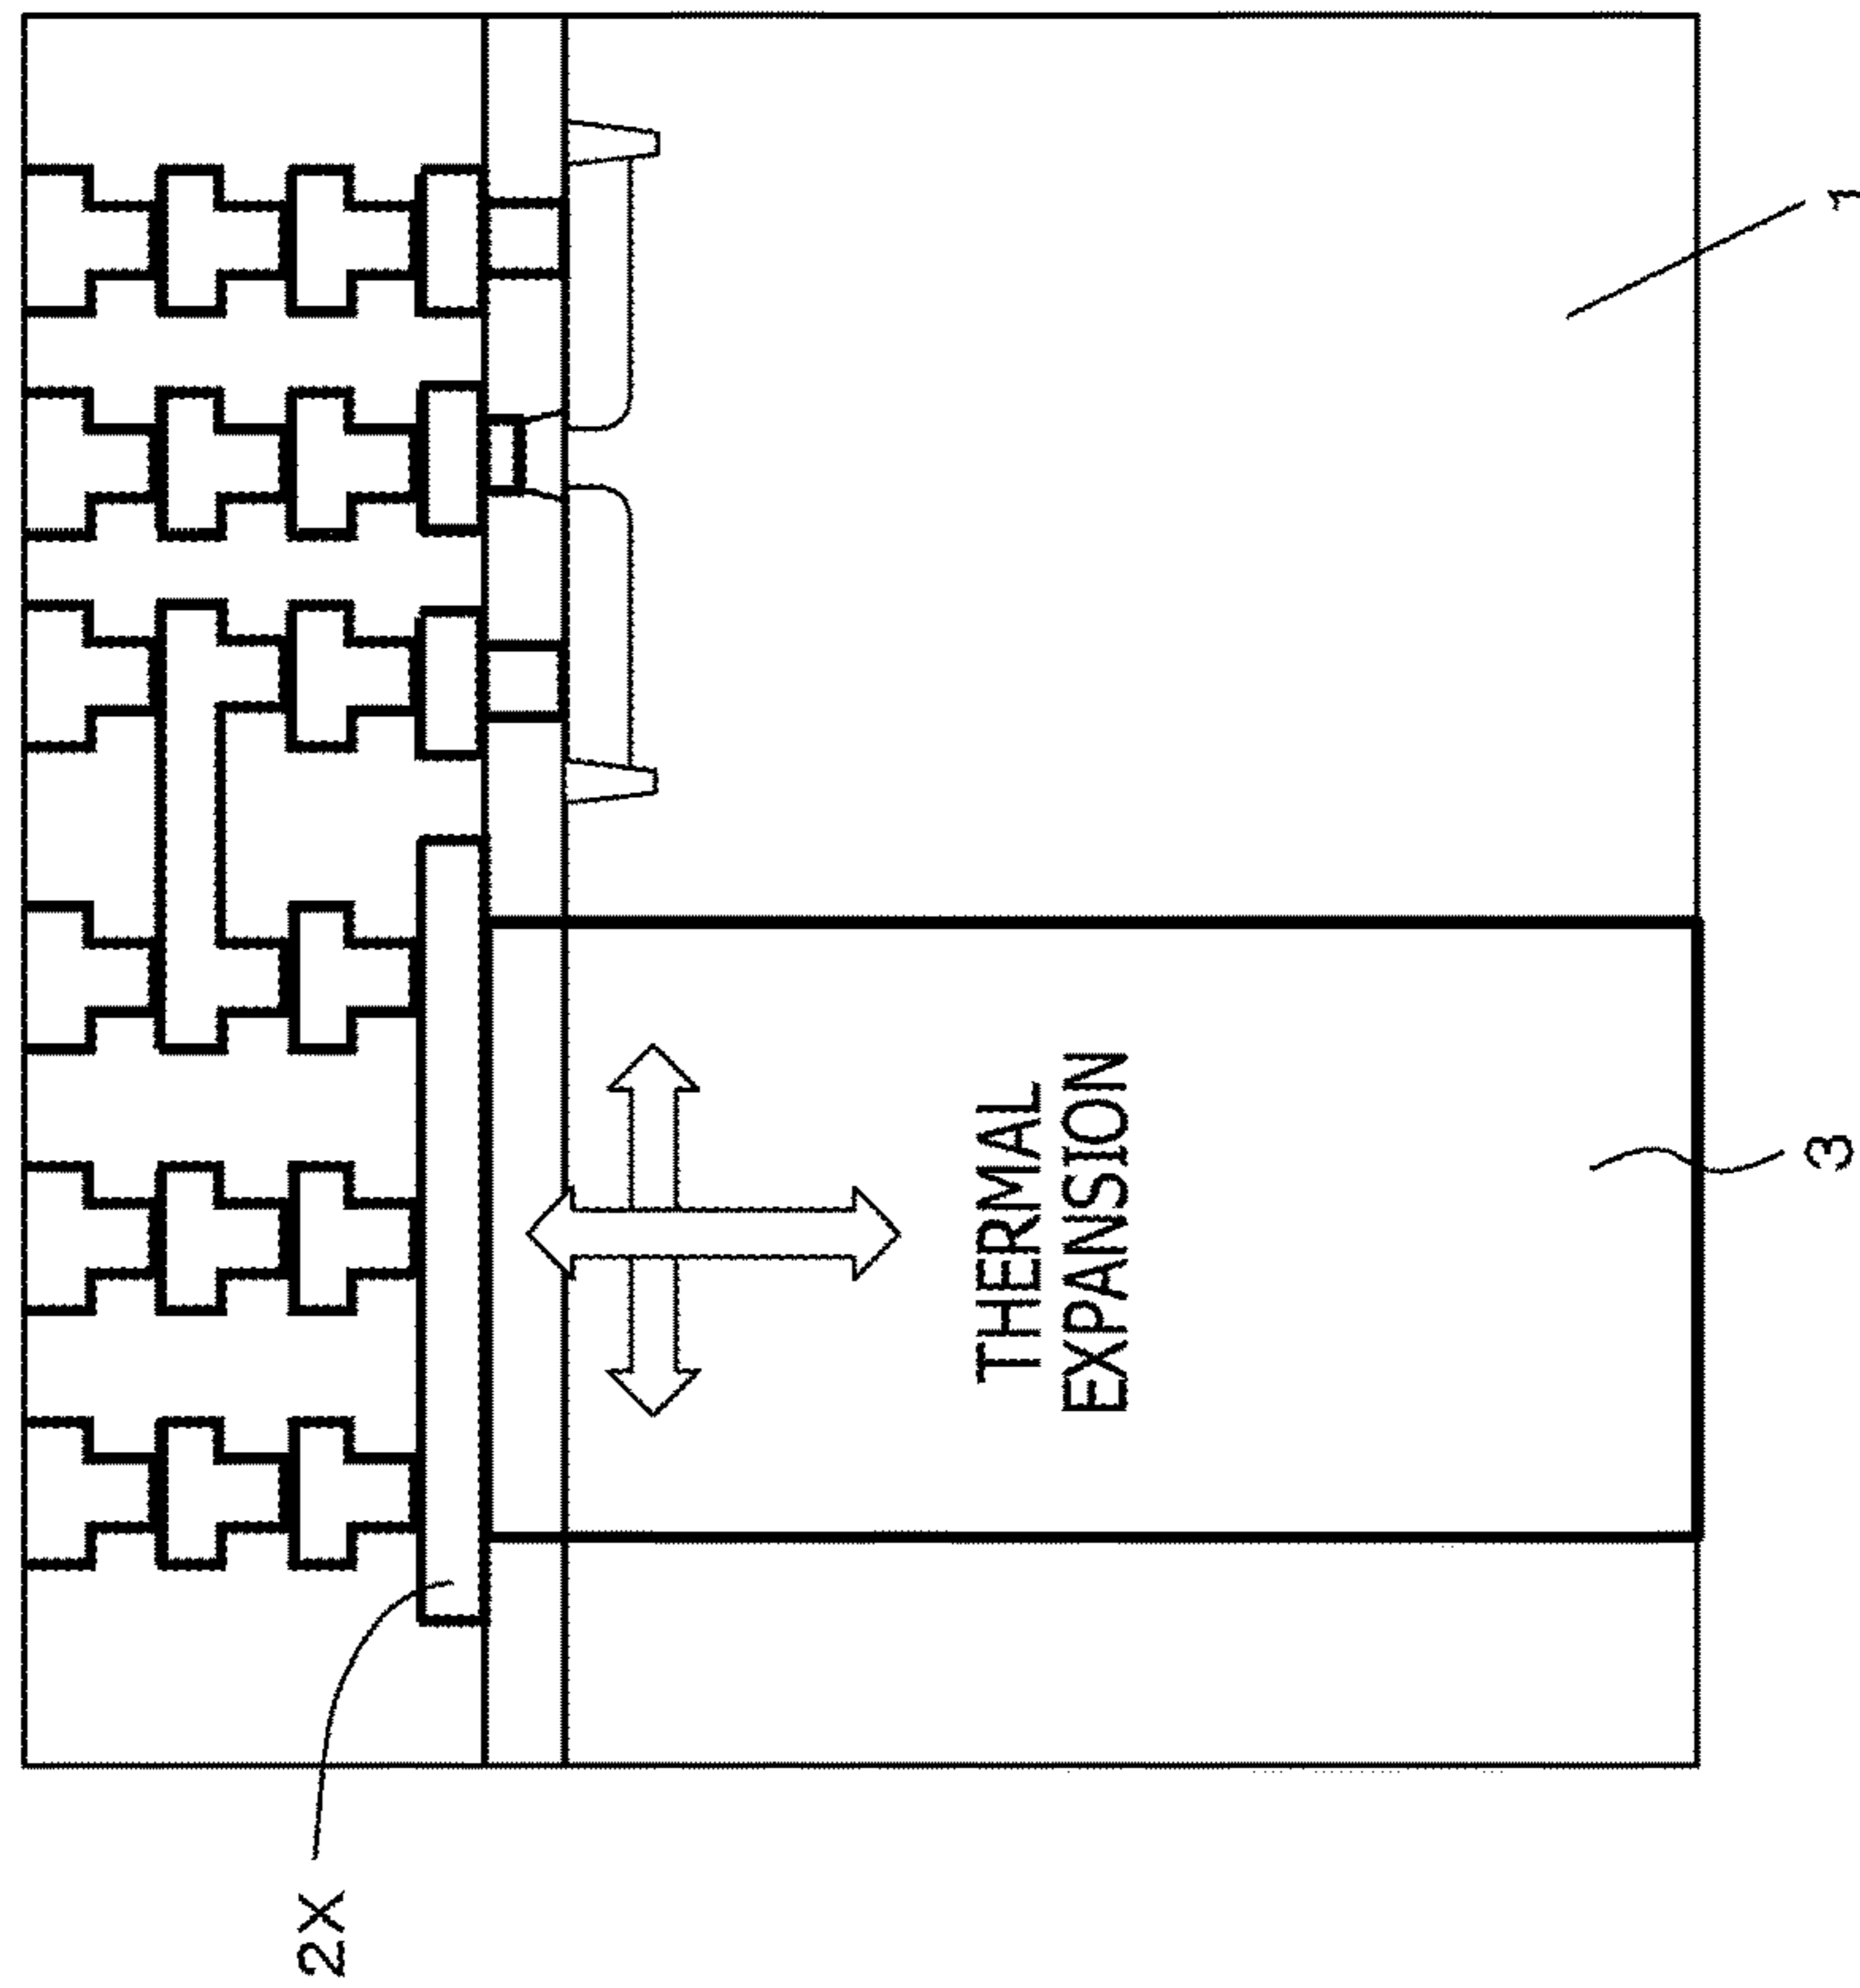 2X
THERMAL
EXPANSION
3
1